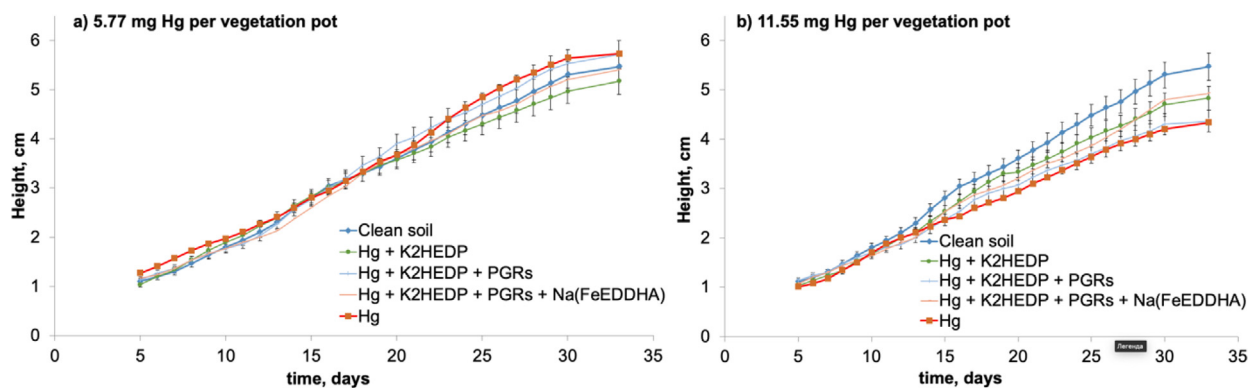 a) 5.77 mg Hg per vegetation pot
Height, cm
6
5
4
3
2
1
0
0 5 10 15 20 25 30 35
time, days
Clean soil
Hg + K2HEDP
Hg + K2HEDP + PGRs
Hg + K2HEDP + PGRs + Na(FeEDDHA)
Hg
b) 11.55 mg Hg per vegetation pot
Height, cm
6
5
4
3
2
1
0
0 5 10 15 20 25 30 35
time, days
Clean soil
Hg + K2HEDP
Hg + K2HEDP + PGRs
Hg + K2HEDP + PGRs + Na(FeEDDHA)
Hg
Легенда